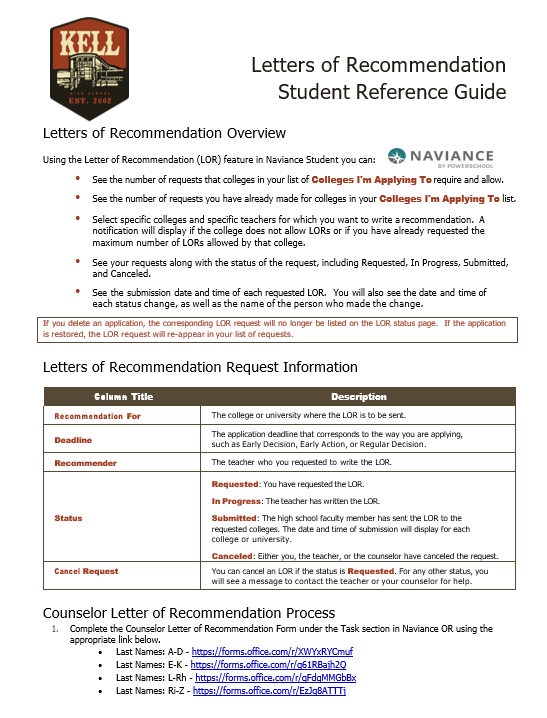 KELL
HIGH SCHOOL
EST. 2002
Letters of Recommendation
Student Reference Guide
Letters of Recommendation Overview
Using the Letter of Recommendation (LOR) feature in Naviance Student you can:
NAVIANCE
BY POWERSCHOOL
• See the number of requests that colleges in your list of Colleges I'm Applying To require and allow.
• See the number of requests you have already made for colleges in your Colleges I'm Applying To list.
• Select specific colleges and specific teachers for which you want to write a recommendation. A
notification will display if the college does not allow LORs or if you have already requested the
maximum number of LORs allowed by that college.
• See your requests along with the status of the request, including Requested, In Progress, Submitted,
and Canceled.
• See the submission date and time of each requested LOR. You will also see the date and time of
each status change, as well as the name of the person who made the change.
If you delete an application, the corresponding LOR request will no longer be listed on the LOR status page. If the application
is restored, the LOR request will re-appear in your list of requests.
Letters of Recommendation Request Information
Column Title Description
Recommendation For The college or university where the LOR is to be sent.
Deadline The application deadline that corresponds to the way you are applying,
such as Early Decision, Early Action, or Regular Decision.
Recommender The teacher who you requested to write the LOR.
Status
Requested: You have requested the LOR.
In Progress: The teacher has written the LOR.
Submitted: The high school faculty member has sent the LOR to the
requested colleges. The date and time of submission will display for each
college or university.
Canceled: Either you, the teacher, or the counselor have canceled the request.
Cancel Request You can cancel an LOR if the status is Requested. For any other status, you
will see a message to contact the teacher or your counselor for help.
Counselor Letter of Recommendation Process
1. Complete the Counselor Letter of Recommendation Form under the Task section in Naviance OR using the
appropriate link below.
• Last Names: A-D - https://forms.office.com/r/XWYxRYCmuf
• Last Names: E-K - https://forms.office.com/r/q61RBajh2Q
• Last Names: L-Rh - https://forms.office.com/r/qFdqMMGbBx
• Last Names: Ri-Z - https://forms.office.com/r/EzJq8ATTTj